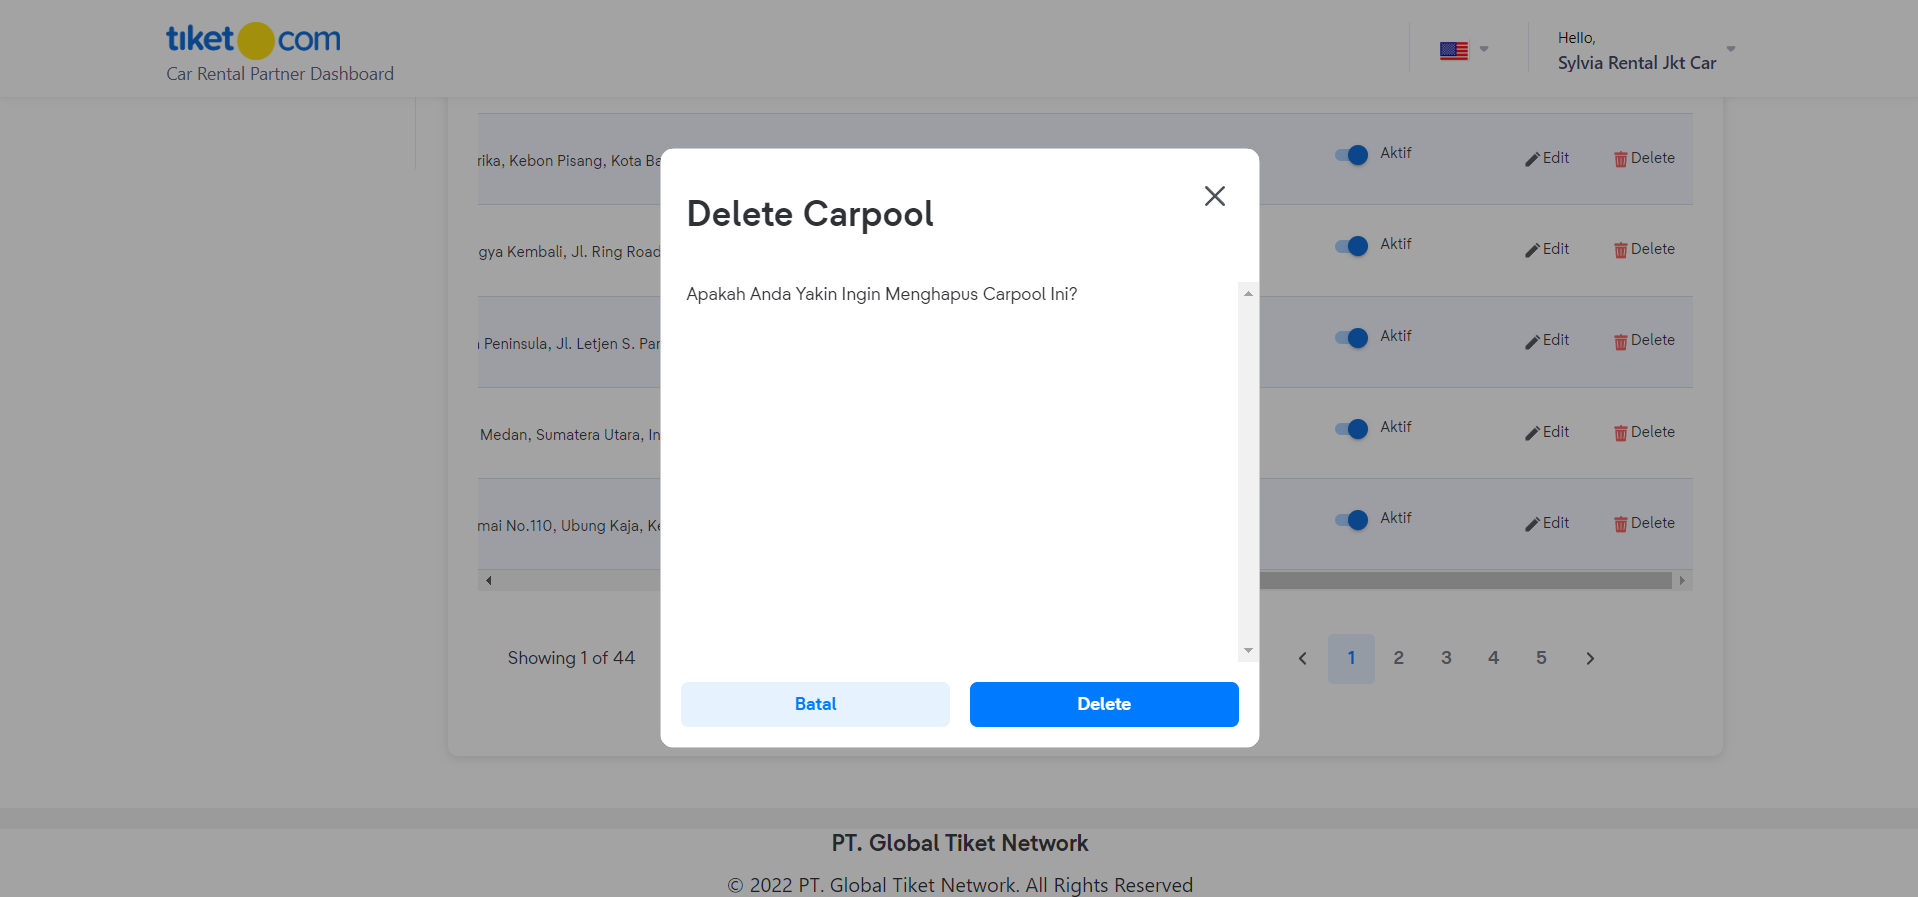 tiket com
Car Rental Partner Dashboard
Hello,
Sylvia Rental Jkt Car
rika, Kebon Pisang, Kota Ba
Aktif
Edit
Delete
gya Kembali, Jl. Ring Road
Aktif
Edit
Delete
Peninsula, Jl. Letjen S. Par
Aktif
Edit
Delete
Medan, Sumatera Utara, In
Aktif
Edit
Delete
mai No.110, Ubung Kaja, Ke
Aktif
Edit
Delete
Delete Carpool
Apakah Anda Yakin Ingin Menghapus Carpool Ini?
Batal
Delete
Showing 1 of 44
1 2 3 4 5
PT. Global Tiket Network
© 2022 PT. Global Tiket Network. All Rights Reserved